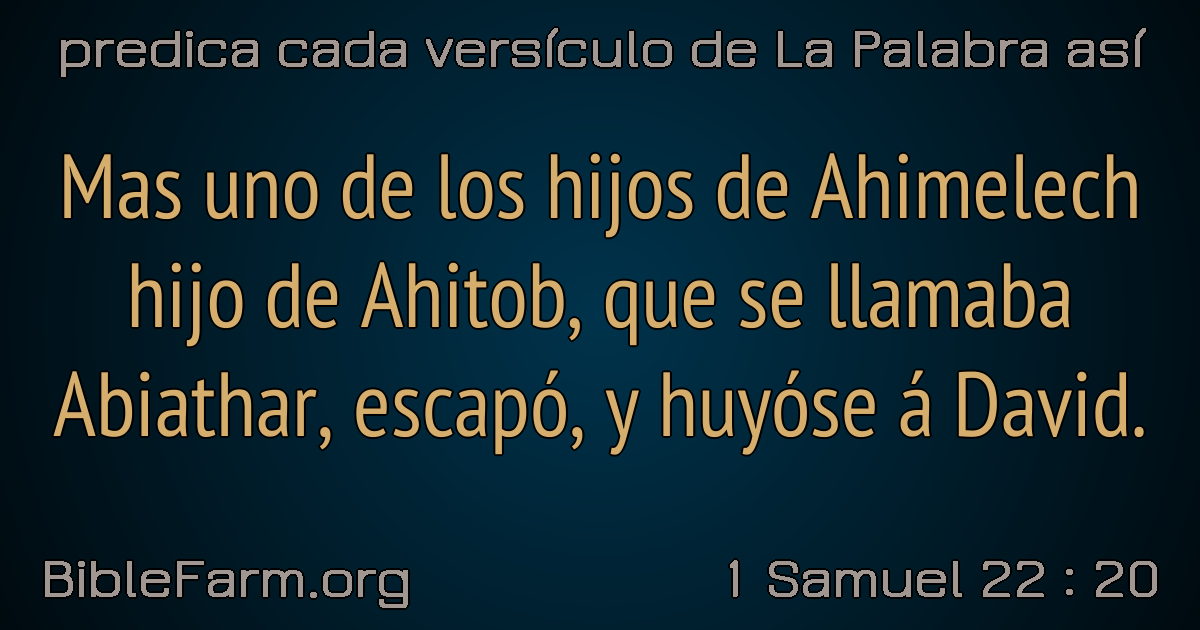 predica cada versículo de La Palabra así
Mas uno de los hijos de Ahimelech
hijo de Ahitob, que se llamaba
Abiathar, escapó, y huyóse á David.
BibleFarm.org
1 Samuel 22 : 20